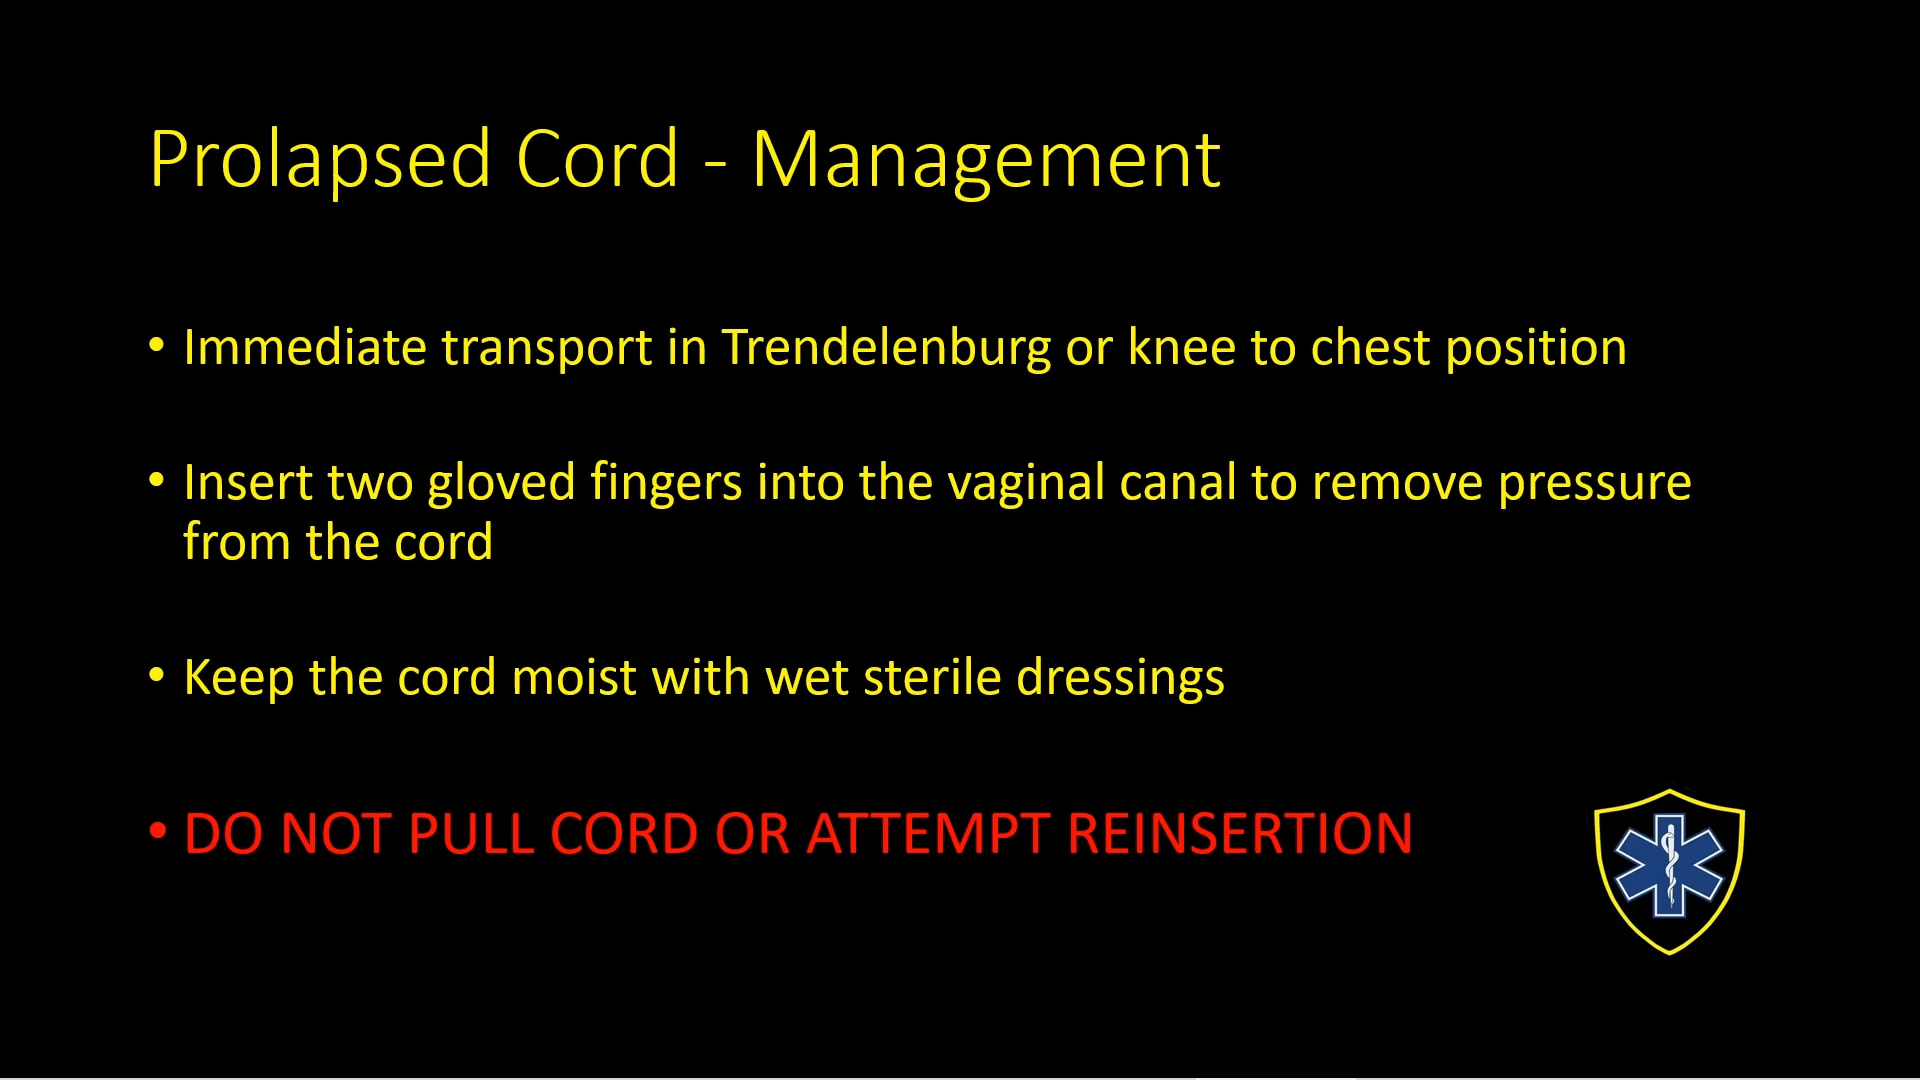 Prolapsed Cord - Management
• Immediate transport in Trendelenburg or knee to chest position
• Insert two gloved fingers into the vaginal canal to remove pressure
from the cord
• Keep the cord moist with wet sterile dressings
• DO NOT PULL CORD OR ATTEMPT REINSERTION